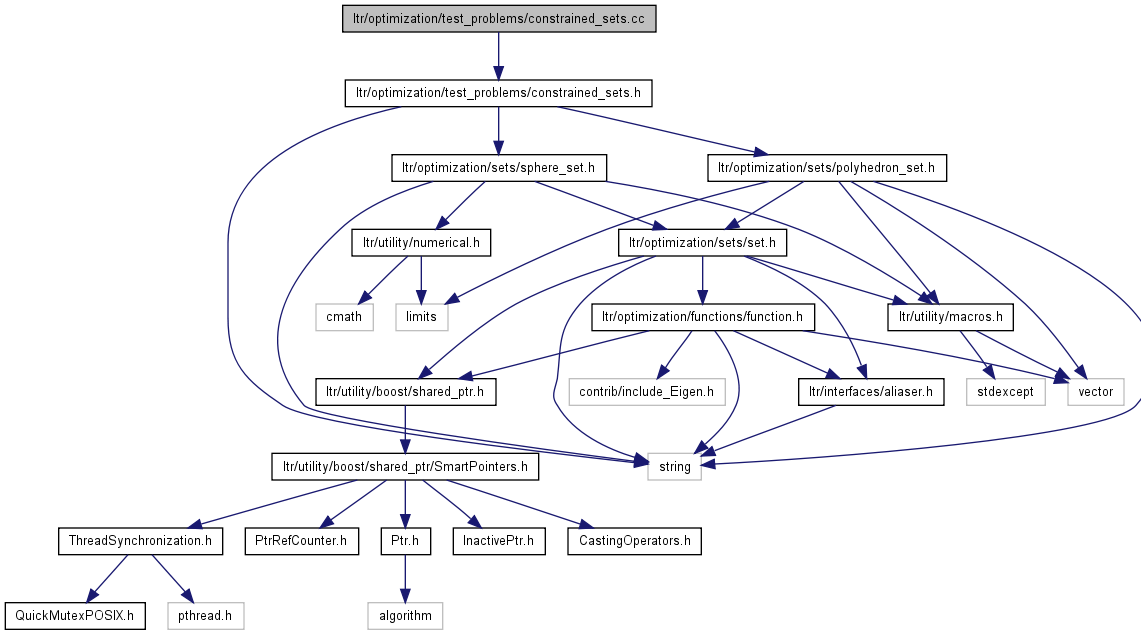 ltr/optimization/test_problems/constrained_sets.cc
ltr/optimization/test_problems/constrained_sets.h
ltr/optimization/sets/sphere_set.h
ltr/optimization/sets/polyhedron_set.h
ltr/utility/numerical.h
ltr/optimization/sets/set.h
cmath
limits
ltr/optimization/functions/function.h
ltr/utility/macros.h
ltr/utility/boost/shared_ptr.h
contrib/include_Eigen.h
ltr/interfaces/aliaser.h
stdexcept
vector
ltr/utility/boost/shared_ptr/SmartPointers.h
string
ThreadSynchronization.h
PtrRefCounter.h
Ptr.h
InactivePtr.h
CastingOperators.h
QuickMutexPOSIX.h
pthread.h
algorithm